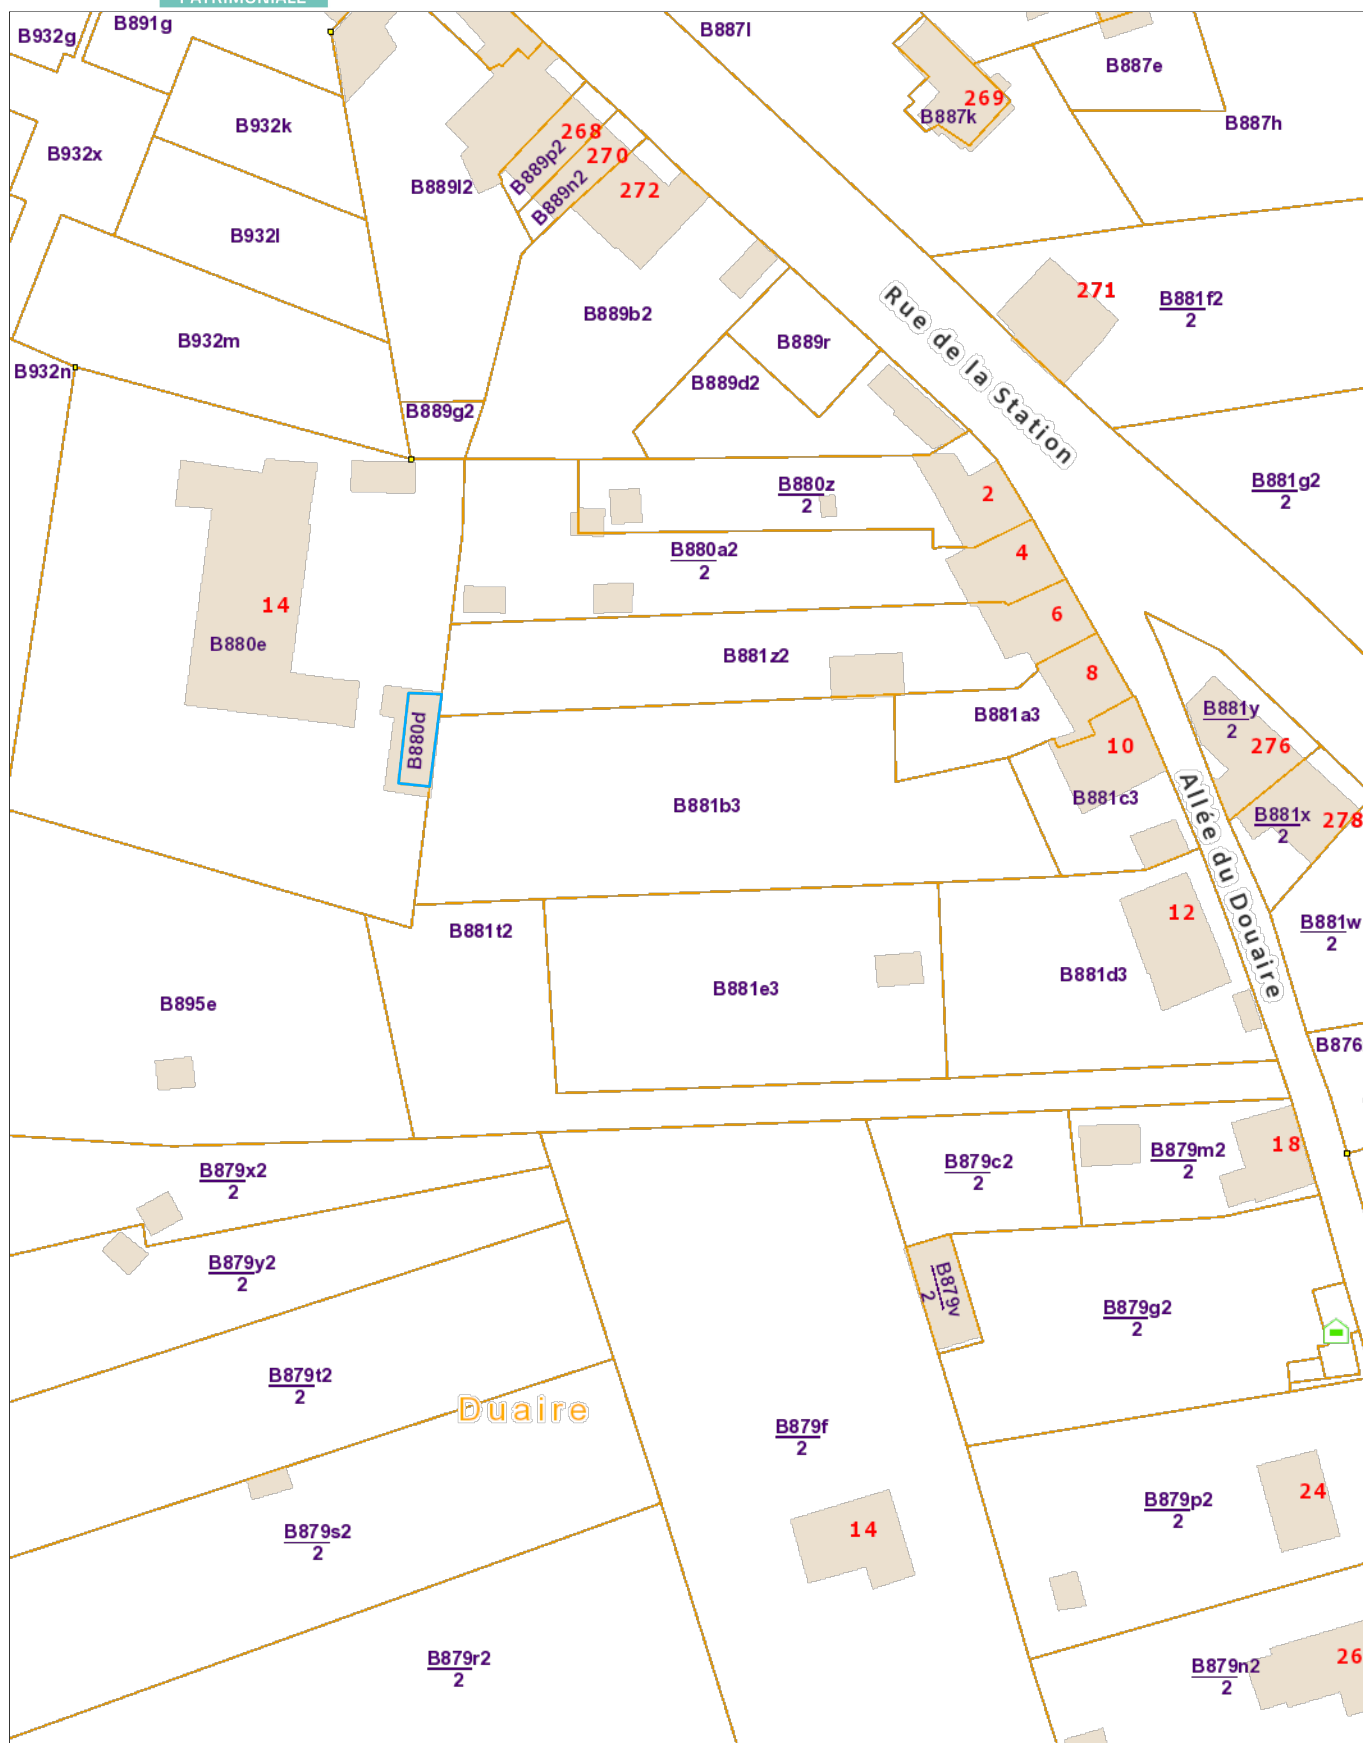 PATRIMONIALE
B932g
B891g
B887l
B887e
269
B887k
B887h
B932k
B932x
268
B889p2
270
B889n2
272
B889l2
B932l
271
B881f2
2
B889b2
B932m
B889r
Rue de la Station
B932n
B889d2
B889g2
B880z
2
2
B881g2
2
4
B880a2
2
14
6
B880e
B881z2
8
B881a3
B881y
2
B880d
10
276
B881b3
B881c3
Allée du Douaire
B881x
2
278
12
B881t2
B881w
2
B881e3
B881d3
B895e
B876
18
B879x2
2
B879c2
2
B879m2
2
B879y2
2
B879v
2
B879g2
2
B879t2
2
Duaire
B879f
2
24
B879p2
2
B879s2
2
14
B879r2
2
B879n2
2
26